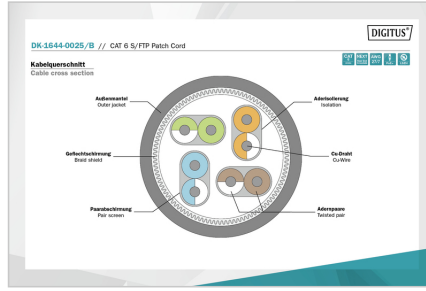 DIGITUS®
DK-1644-0025/B // CAT 6 S/FTP Patch Cord
Kabelquerschnitt
Cable cross section
Außenmantel
Outer jacket
Aderisolierung
Isolation
Geflechtschirmung
Braid shield
Cu-Draht
Cu-Wire
Paarabschirmung
Pair screen
Adernpaare
Twisted pair